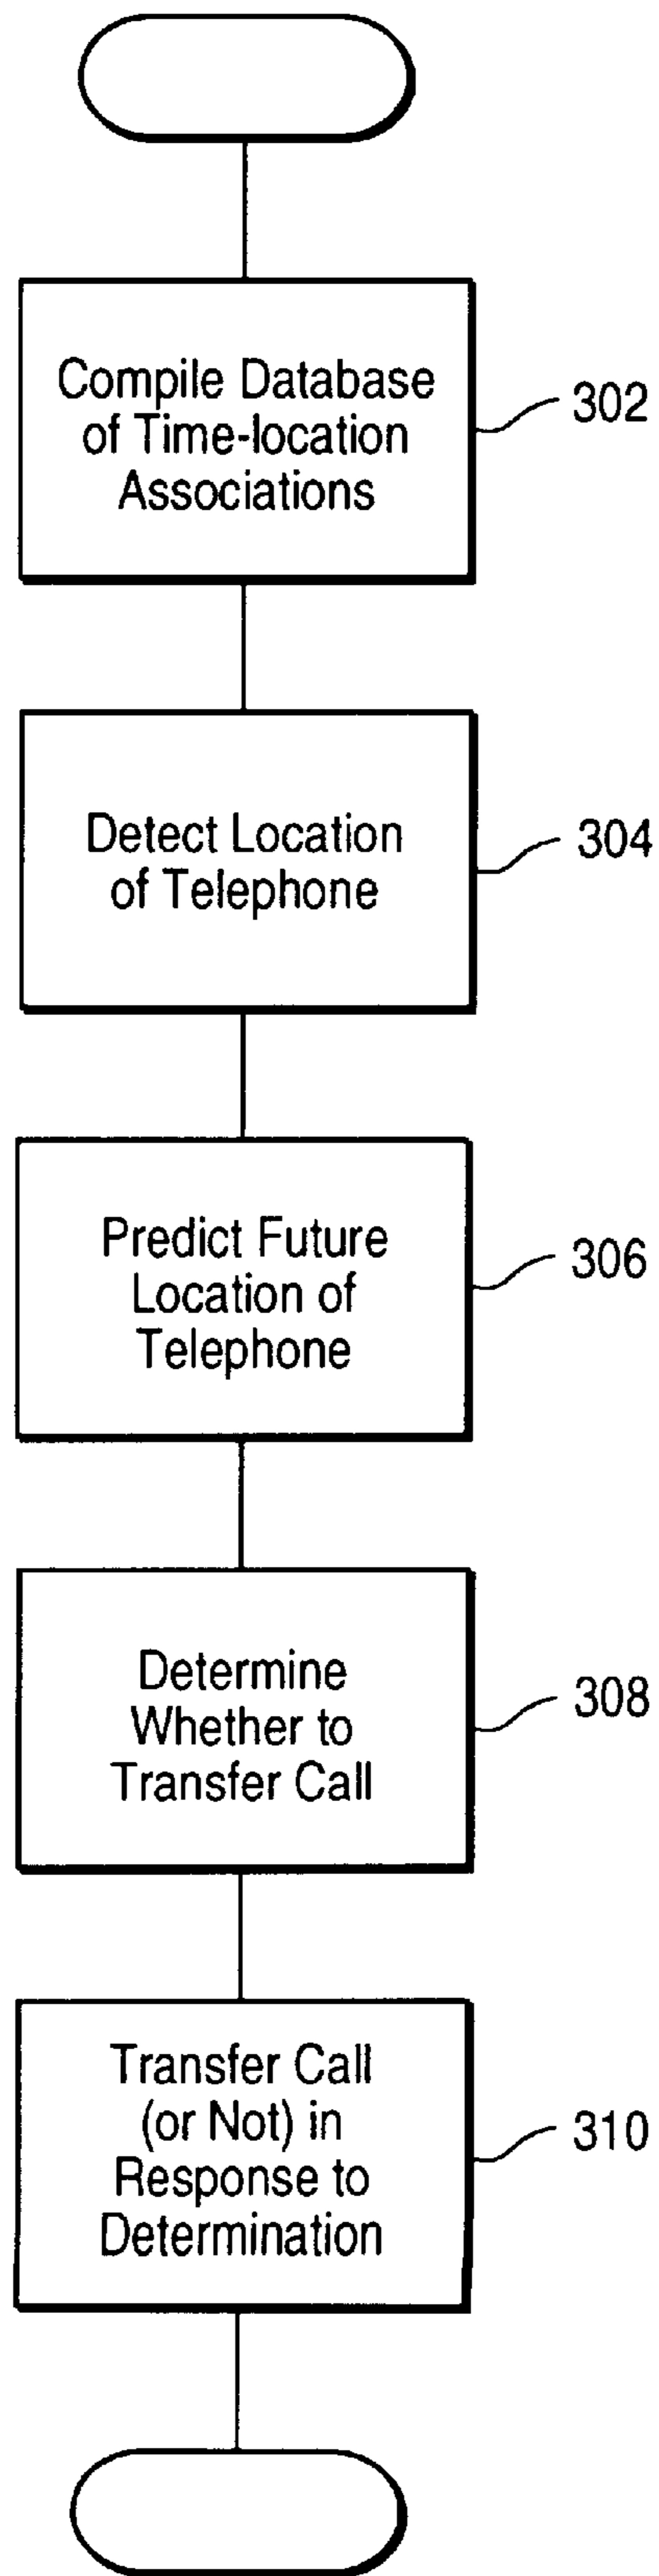 Compile Database
of Time-location
Associations
302
Detect Location
of Telephone
304
Predict Future
Location of
Telephone
306
Determine
Whether to
Transfer Call
308
Transfer Call
(or Not) in
Response to
Determination
310